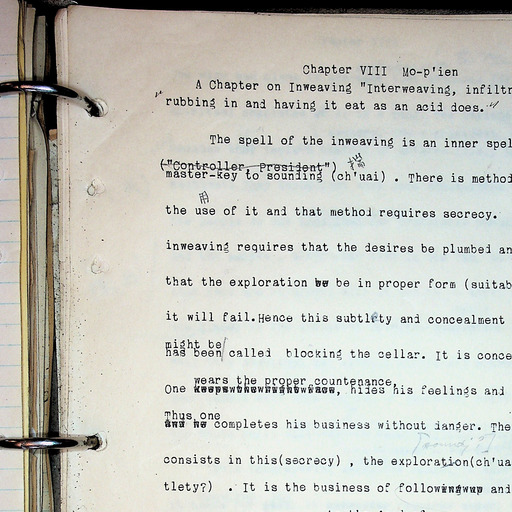 Chapter VIII Mo-p'ien
A Chapter on Inweaving "Interweaving, infiltr
rubbing in and having it eat as an acid does."
The spell of the inweaving is an inner spel
("Controller, President") 揣
master-key to sounding (ch'uai) . There is method
用
the use of it and that method requires secrecy.
inweaving requires that the desires be plumbed an
that the exploration be in proper form (suitab
it will fail.Hence this subtlety and concealment
might be
has been called blocking the cellar. It is conce
wears the proper countenance,
One hides his feelings and
Thus one
and he completes his business without danger. The
[sound?]
consists in this(secrecy) , the exploration(ch'ua
tlety?) . It is the business of following and